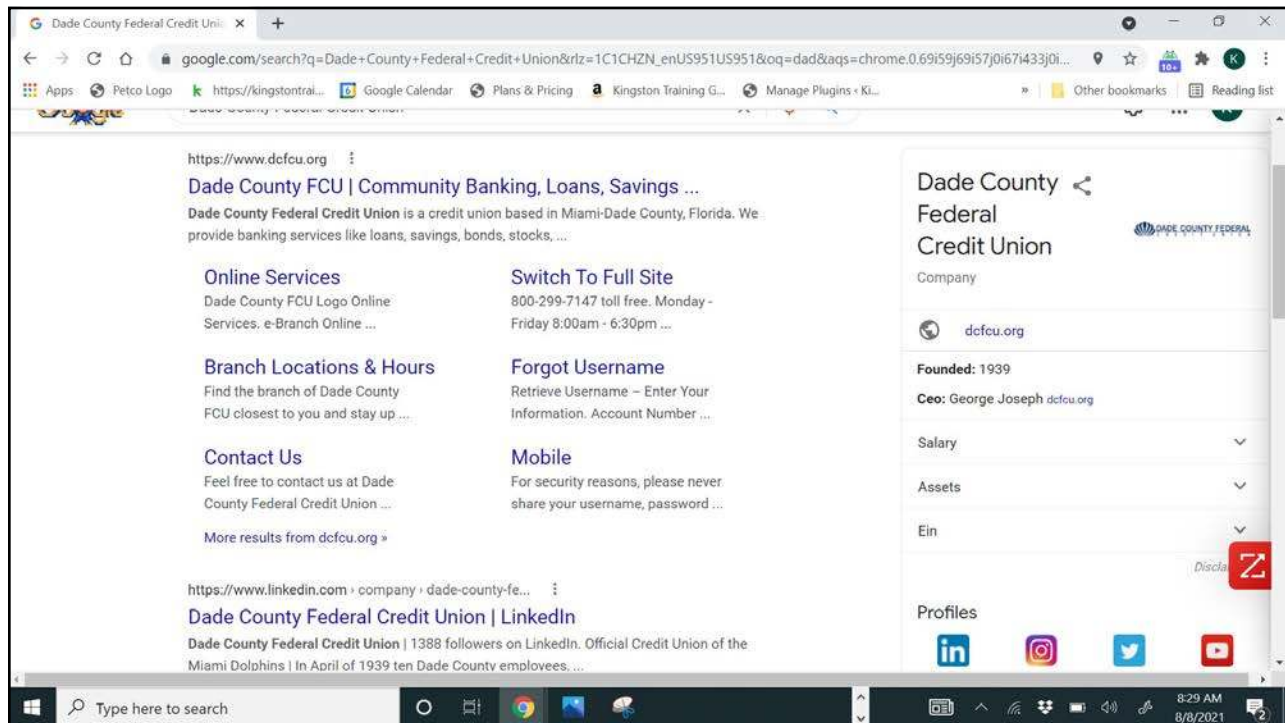 G Dade County Federal Credit Uni × +
google.com/search?q=Dade+County+Federal+Credit+Union&rlz=1C1CHZN_enUS951US951&oq=dad&aqs=chrome.0.69i59j69i57j0i67i433j0i... 10+ K
Apps Petco Logo k https://kingstontrai... 6 Google Calendar Plans & Pricing a Kingston Training G... Manage Plugins ‹ Ki... » Other bookmarks Reading list
https://www.dcfcu.org
Dade County FCU | Community Banking, Loans, Savings ...
Dade County Federal Credit Union is a credit union based in Miami-Dade County, Florida. We
provide banking services like loans, savings, bonds, stocks, ...
Online Services
Dade County FCU Logo Online
Services. e-Branch Online ...
Switch To Full Site
800-299-7147 toll free. Monday -
Friday 8:00am - 6:30pm ...
Branch Locations & Hours
Find the branch of Dade County
FCU closest to you and stay up ...
Forgot Username
Retrieve Username – Enter Your
Information. Account Number ...
Contact Us
Feel free to contact us at Dade
County Federal Credit Union ...
Mobile
For security reasons, please never
share your username, password ...
More results from dcfcu.org »
https://www.linkedin.com › company › dade-county-fe...
Dade County Federal Credit Union | LinkedIn
Dade County Federal Credit Union | 1388 followers on LinkedIn. Official Credit Union of the
Miami Dolphins | In April of 1939 ten Dade County employees, ...
Dade County
Federal
Credit Union
DADE COUNTY FEDERAL
Company
dcfcu.org
Founded: 1939
Ceo: George Joseph dcfcu.org
Salary
Assets
Ein
Profiles
in
Type here to search
8:29 AM
8/8/2021
2